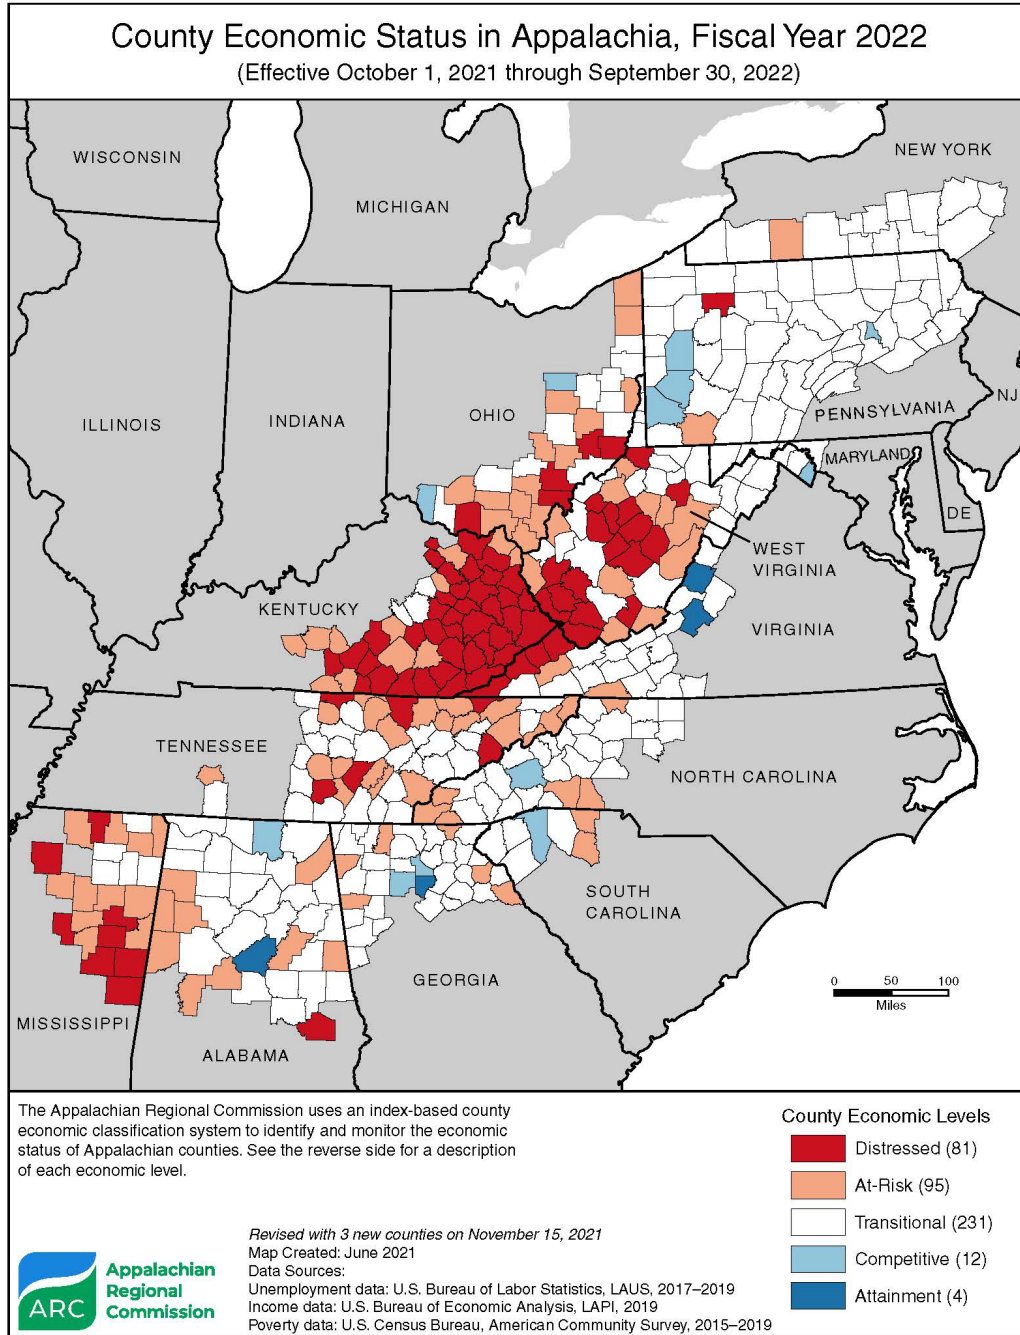 County Economic Status in Appalachia, Fiscal Year 2022
(Effective October 1, 2021 through September 30, 2022)
WISCONSIN
NEW YORK
MICHIGAN
ILLINOIS
INDIANA
OHIO
PENNSYLVANIA
NJ
MARYLAND
DE
WEST
VIRGINIA
KENTUCKY
VIRGINIA
TENNESSEE
NORTH CAROLINA
SOUTH
CAROLINA
GEORGIA
MISSISSIPPI
ALABAMA
0 50 100
Miles
The Appalachian Regional Commission uses an index-based county
economic classification system to identify and monitor the economic
status of Appalachian counties. See the reverse side for a description
of each economic level.
County Economic Levels
Distressed (81)
At-Risk (95)
Transitional (231)
Competitive (12)
Attainment (4)
Revised with 3 new counties on November 15, 2021
Map Created: June 2021
Data Sources:
Unemployment data: U.S. Bureau of Labor Statistics, LAUS, 2017–2019
Income data: U.S. Bureau of Economic Analysis, LAPI, 2019
Poverty data: U.S. Census Bureau, American Community Survey, 2015–2019
ARC
Appalachian
Regional
Commission